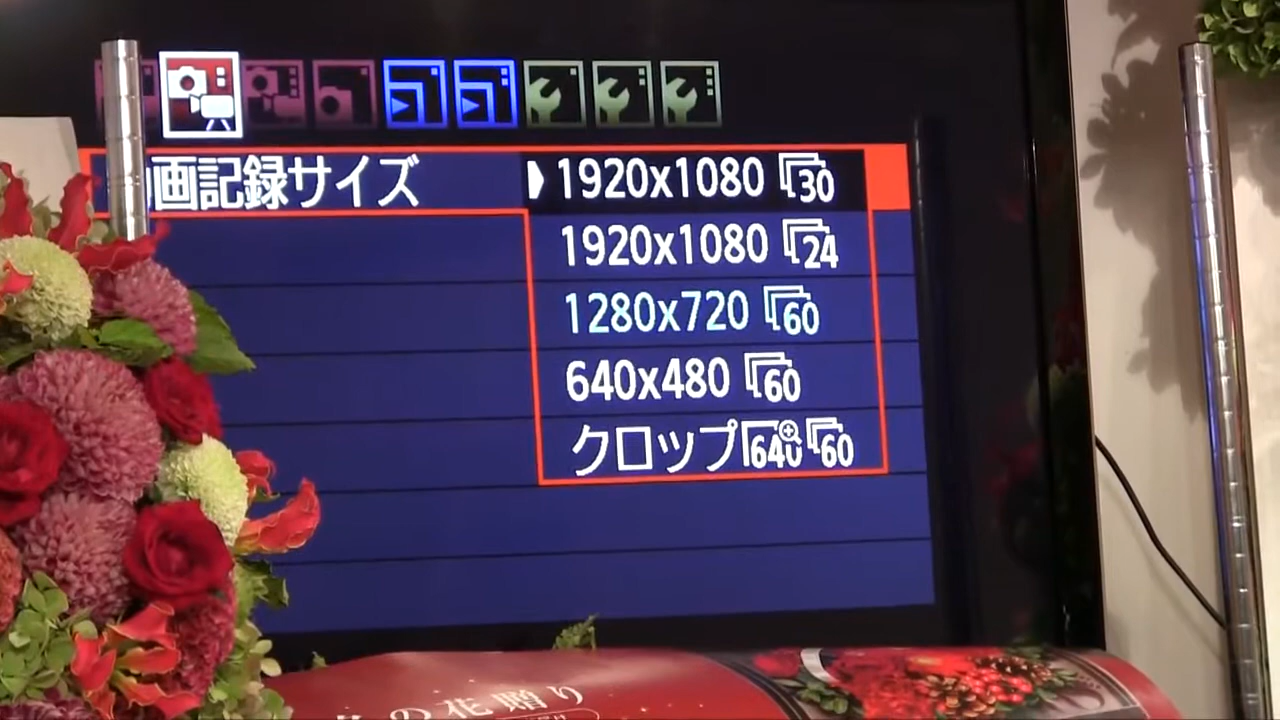 画記録サイズ
1920x1080 30
1920x1080 24
1280x720 60
640x480 60
クロップ 640 60
の花贈り